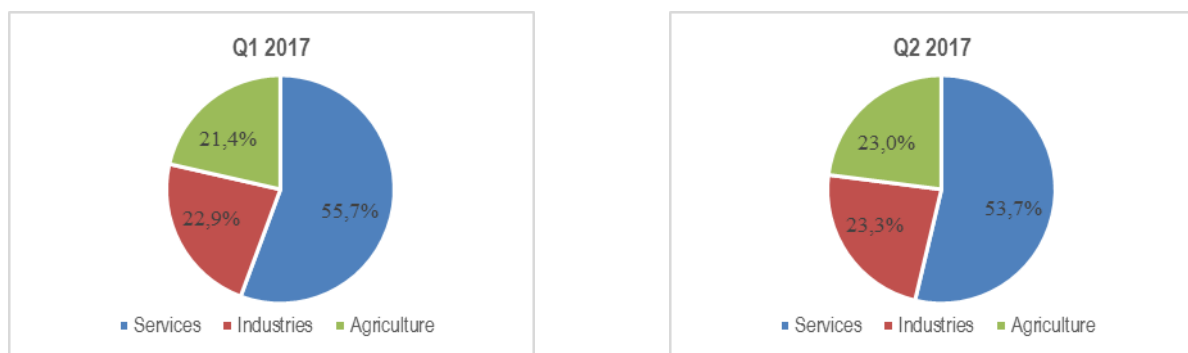 Q1 2017
21,4%
22,9%
55,7%
Services Industries Agriculture
Q2 2017
23,0%
23,3%
53,7%
Services Industries Agriculture